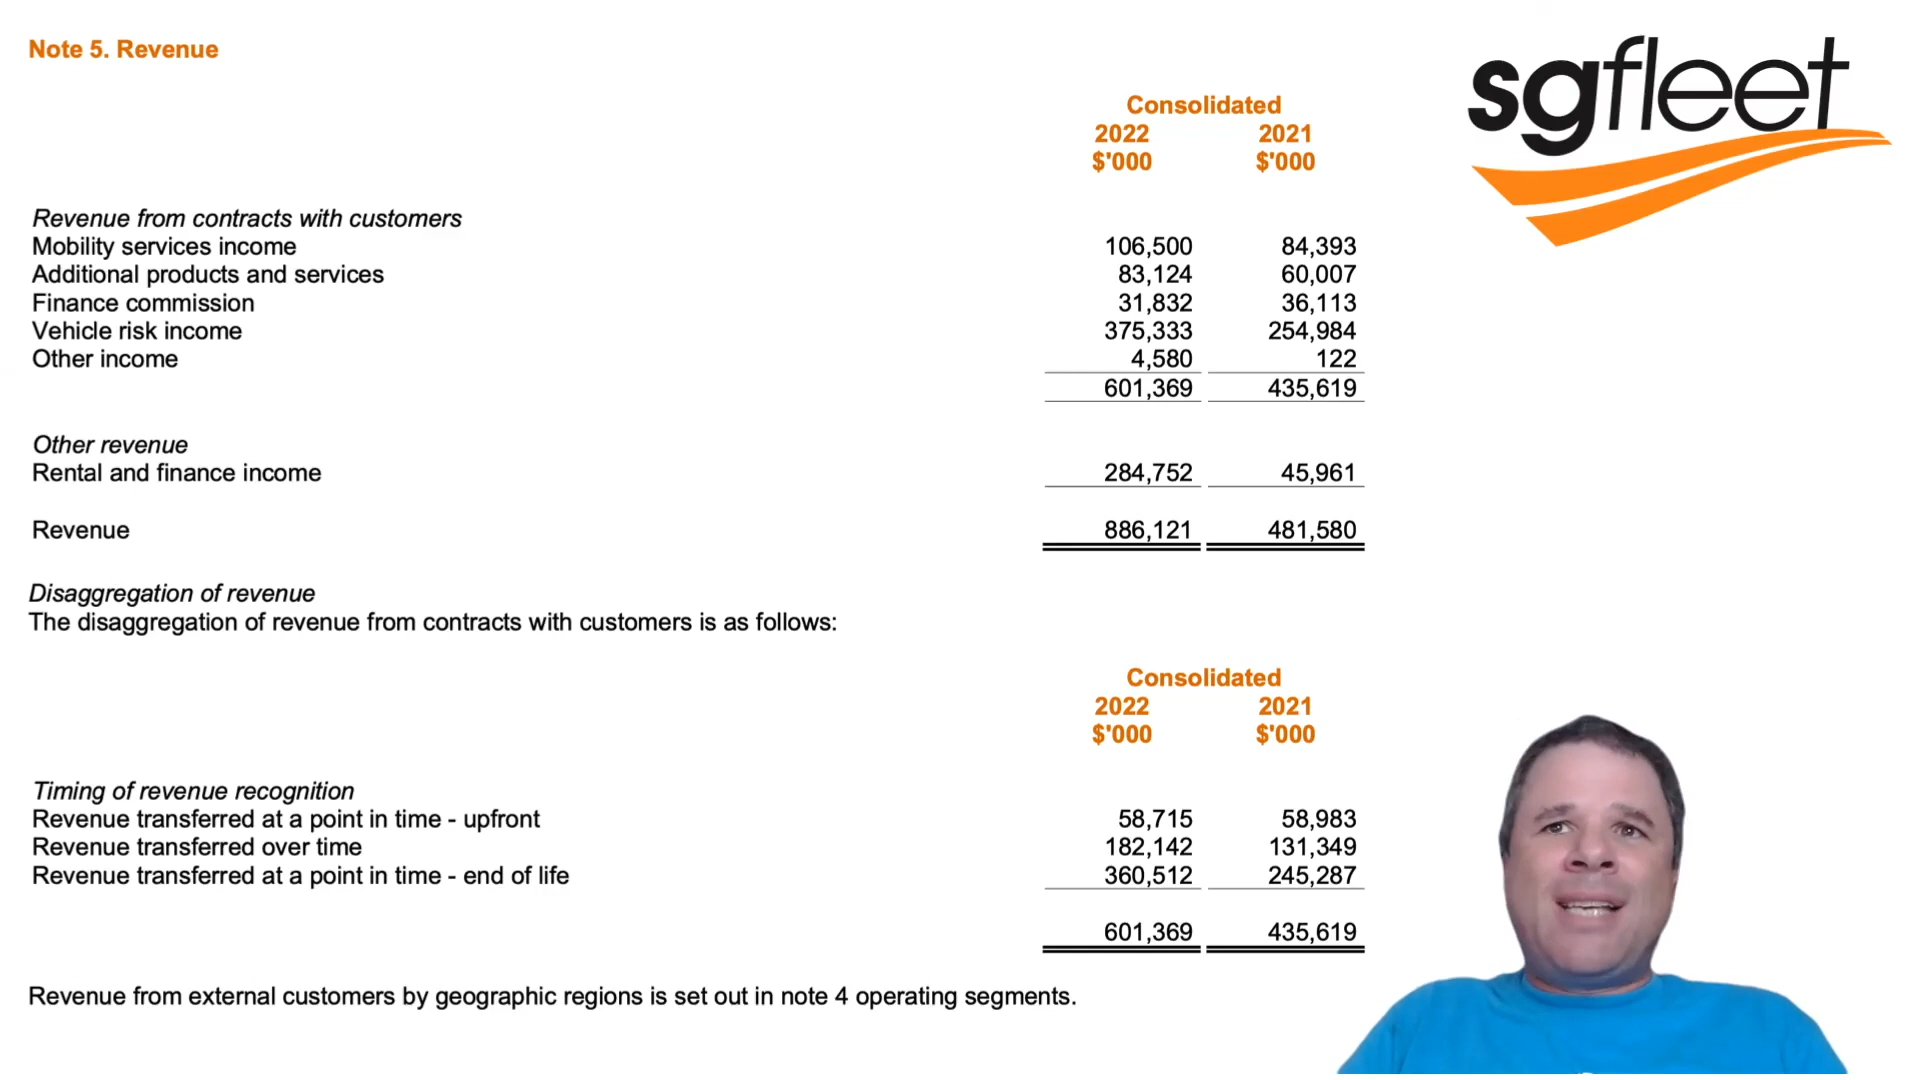 Note 5. Revenue
sgfleet
Consolidated
2022 2021
$'000 $'000
Revenue from contracts with customers
Mobility services income 106,500 84,393
Additional products and services 83,124 60,007
Finance commission 31,832 36,113
Vehicle risk income 375,333 254,984
Other income 4,580 122
601,369 435,619
Other revenue
Rental and finance income 284,752 45,961
Revenue 886,121 481,580
Disaggregation of revenue
The disaggregation of revenue from contracts with customers is as follows:
Consolidated
2022 2021
$'000 $'000
Timing of revenue recognition
Revenue transferred at a point in time - upfront 58,715 58,983
Revenue transferred over time 182,142 131,349
Revenue transferred at a point in time - end of life 360,512 245,287
601,369 435,619
Revenue from external customers by geographic regions is set out in note 4 operating segments.